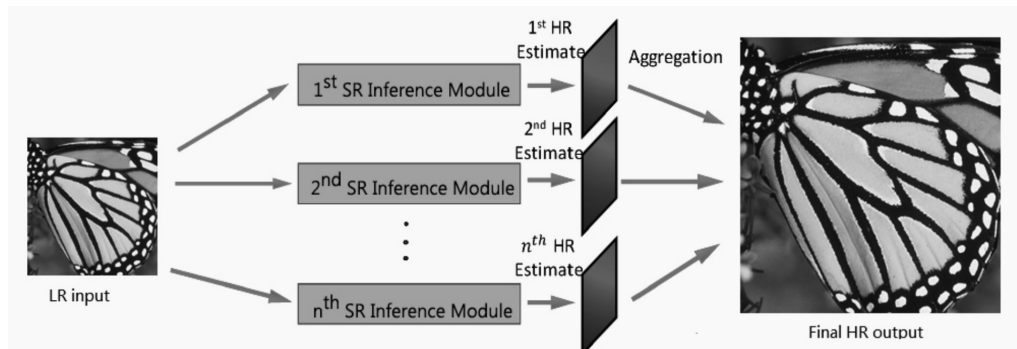 1st HR
Estimate
Aggregation
1st SR Inference Module
2nd HR
Estimate
2nd SR Inference Module
nth HR
Estimate
LR input
nth SR Inference Module
Final HR output